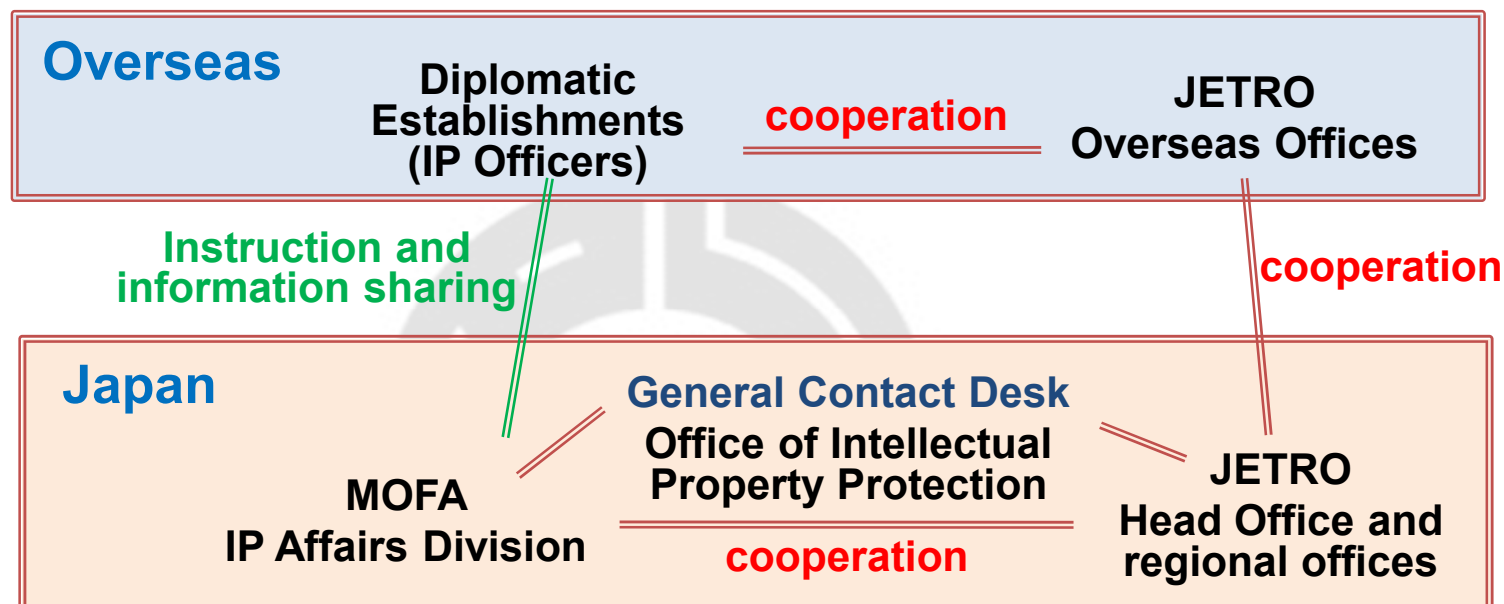 Overseas
Diplomatic
Establishments
(IP Officers)
cooperation
JETRO
Overseas Offices
Instruction and
information sharing
cooperation
Japan
General Contact Desk
Office of Intellectual
Property Protection
MOFA
IP Affairs Division
cooperation
JETRO
Head Office and
regional offices